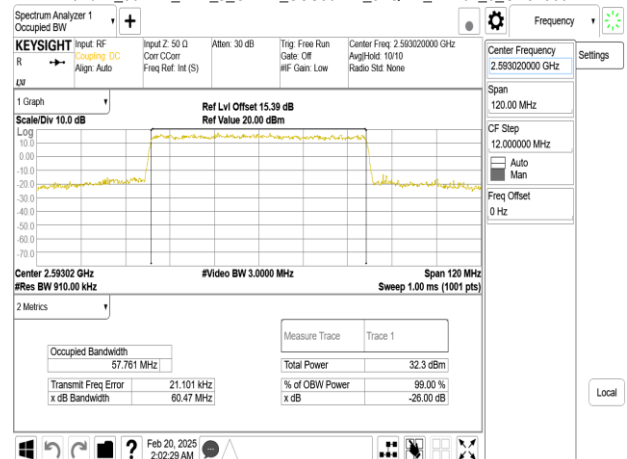 Spectrum Analyzer 1
Occupied BW
Frequency
KEYSIGHT
R
LXI
Input: RF
Coupling: DC
Align: Auto
Input Z: 50 Ω
Corr CCorr
Freq Ref: Int (S)
Atten: 30 dB
Trig: Free Run
Gate: Off
#IF Gain: Low
Center Freq: 2.593020000 GHz
Avg|Hold: 10/10
Radio Std: None
Center Frequency
2.593020000 GHz
Settings
Span
120.00 MHz
CF Step
12.000000 MHz
Auto
Man
Freq Offset
0 Hz
1 Graph
Scale/Div 10.0 dB
Ref Lvl Offset 15.39 dB
Ref Value 20.00 dBm
Log
10.0
0.00
-10.0
-20.0
-30.0
-40.0
-50.0
-60.0
-70.0
Center 2.59302 GHz
#Res BW 910.00 kHz
#Video BW 3.0000 MHz
Span 120 MHz
Sweep 1.00 ms (1001 pts)
2 Metrics
Measure Trace Trace 1
Occupied Bandwidth
57.761 MHz
Total Power 32.3 dBm
Transmit Freq Error 21.101 kHz
% of OBW Power 99.00 %
x dB Bandwidth 60.47 MHz
x dB -26.00 dB
Local
?
Feb 20, 2025
2:02:29 AM